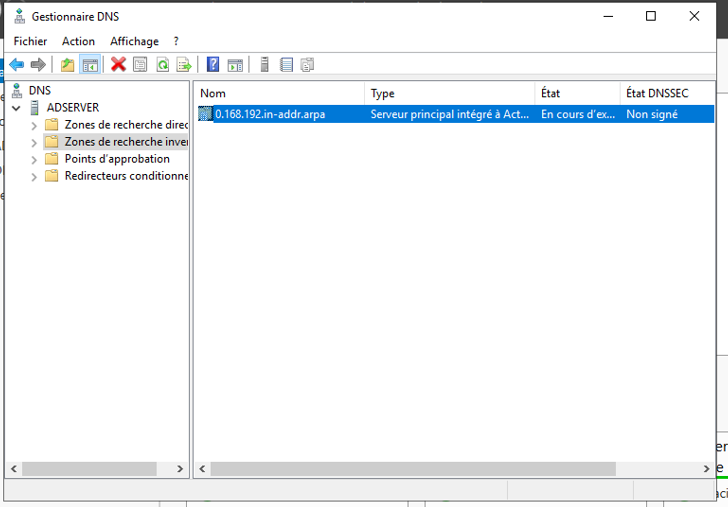 Gestionnaire DNS
Fichier Action Affichage ?
DNS
ADSERVER
Zones de recherche direc
Zones de recherche inver
Points d'approbation
Redirecteurs conditionne
Nom Type État État DNSSEC
0.168.192.in-addr.arpa Serveur principal intégré à Act... En cours d'ex... Non signé